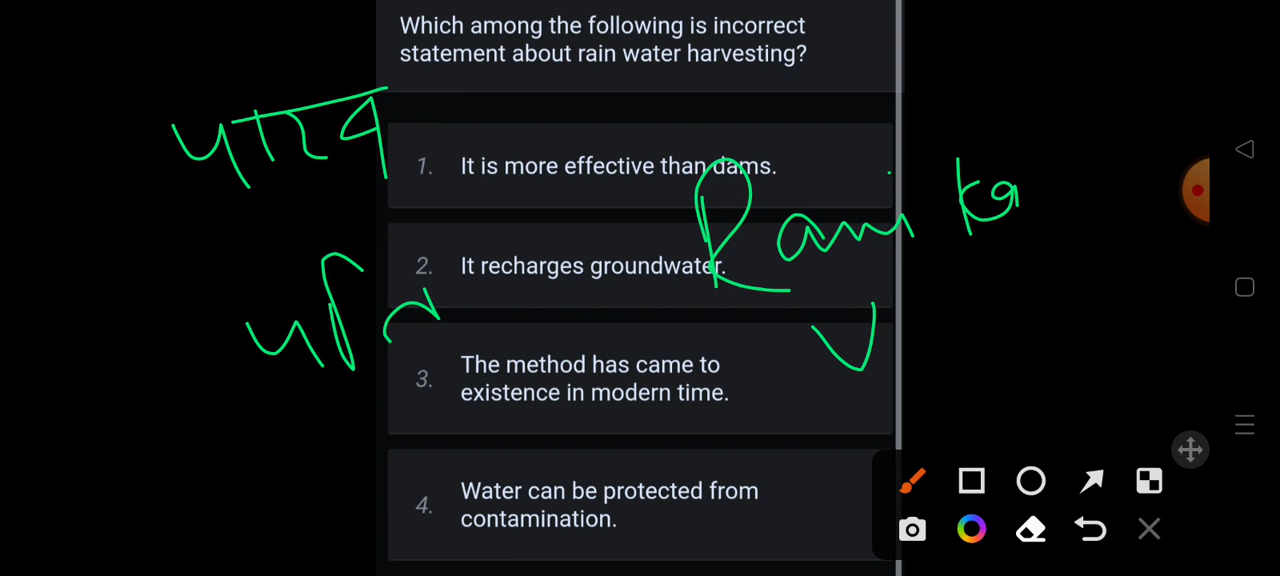 Which among the following is incorrect
statement about rain water harvesting?
1. It is more effective than dams.
2. It recharges groundwater.
3. The method has came to
existence in modern time.
4. Water can be protected from
contamination.